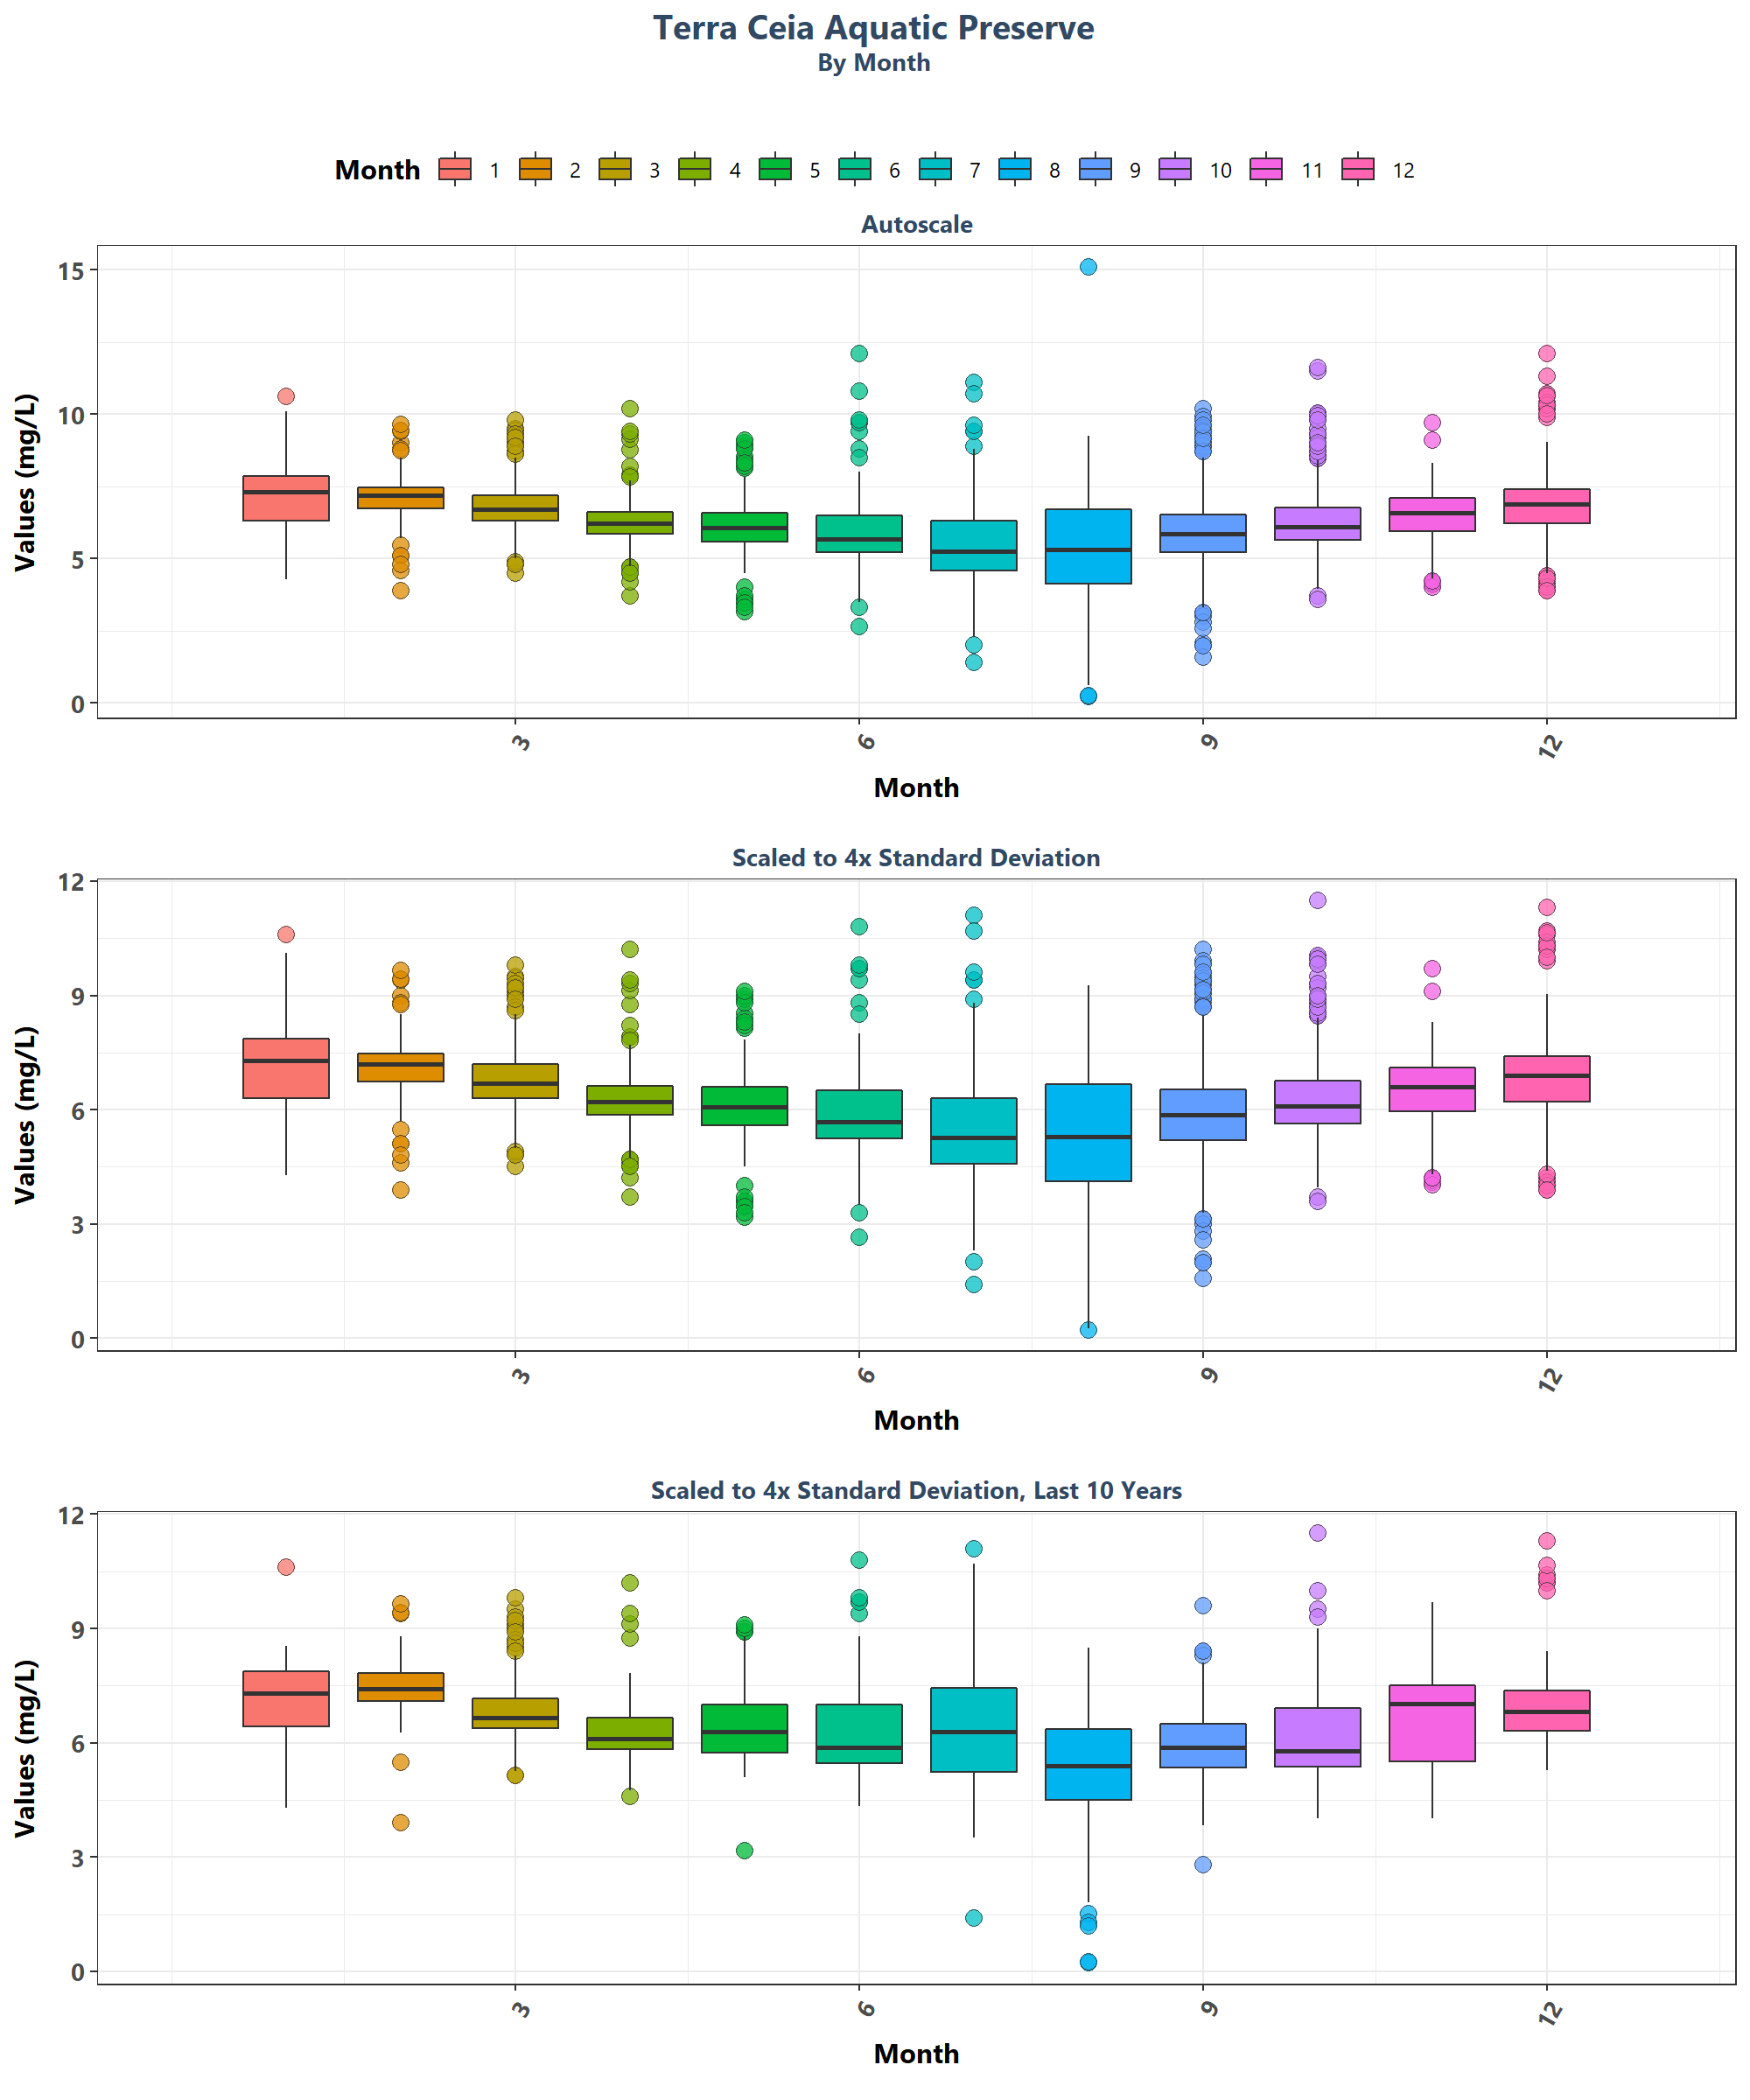 Terra Ceia Aquatic Preserve
By Month
Month 1 2 3 4 5 6 7 8 9 10 11 12
Autoscale
Values (mg/L)
15
10
5
0
3 6 9 12
Month
Scaled to 4x Standard Deviation
Values (mg/L)
12
9
6
3
0
3 6 9 12
Month
Scaled to 4x Standard Deviation, Last 10 Years
Values (mg/L)
12
9
6
3
0
3 6 9 12
Month